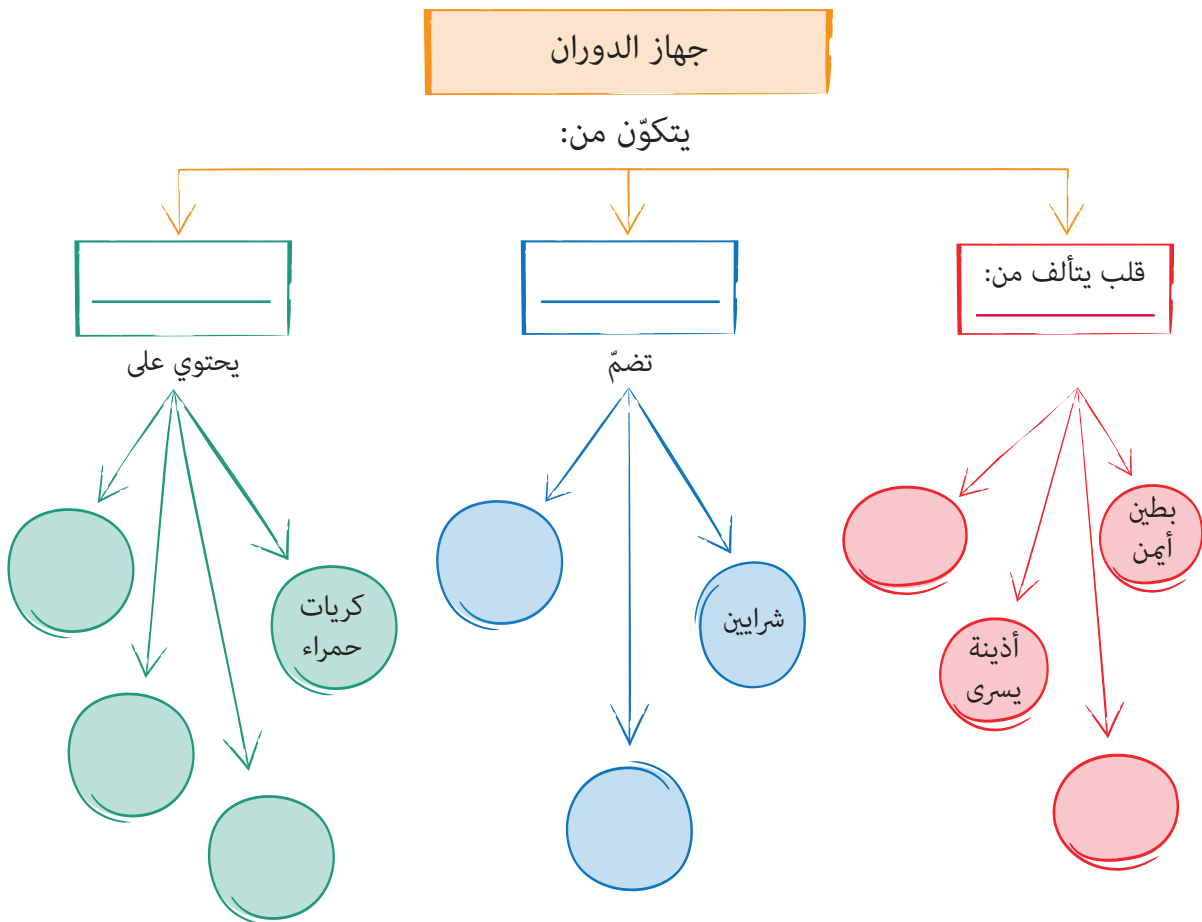 جهاز الدوران
يتكوّن من:
قلب يتألف من:
تضمّ
يحتوي على
بطين
أيمن
أذينة
يسرى
شرايين
كريات
حمراء